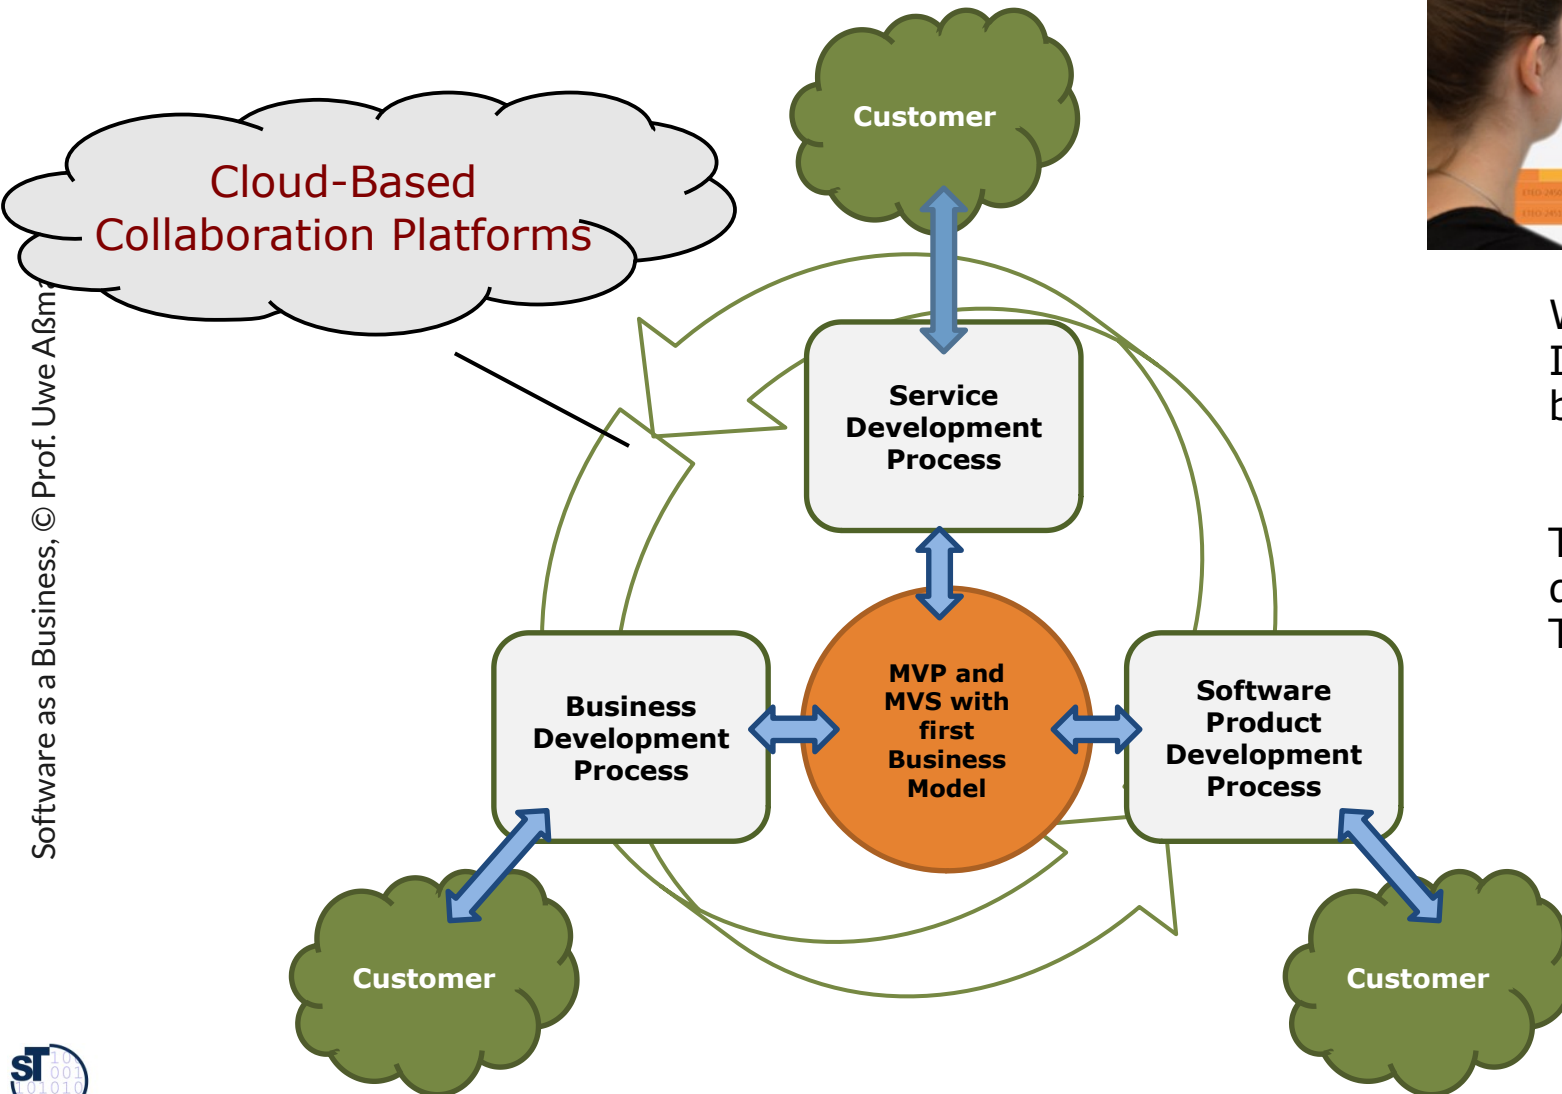 Customer
Cloud-Based
Collaboration Platforms
Service
Development
Process
MVP and
MVS with
first
Business
Model
Business
Development
Process
Software
Product
Development
Process
Customer
Customer
Software as a Business, © Prof. Uwe
ST